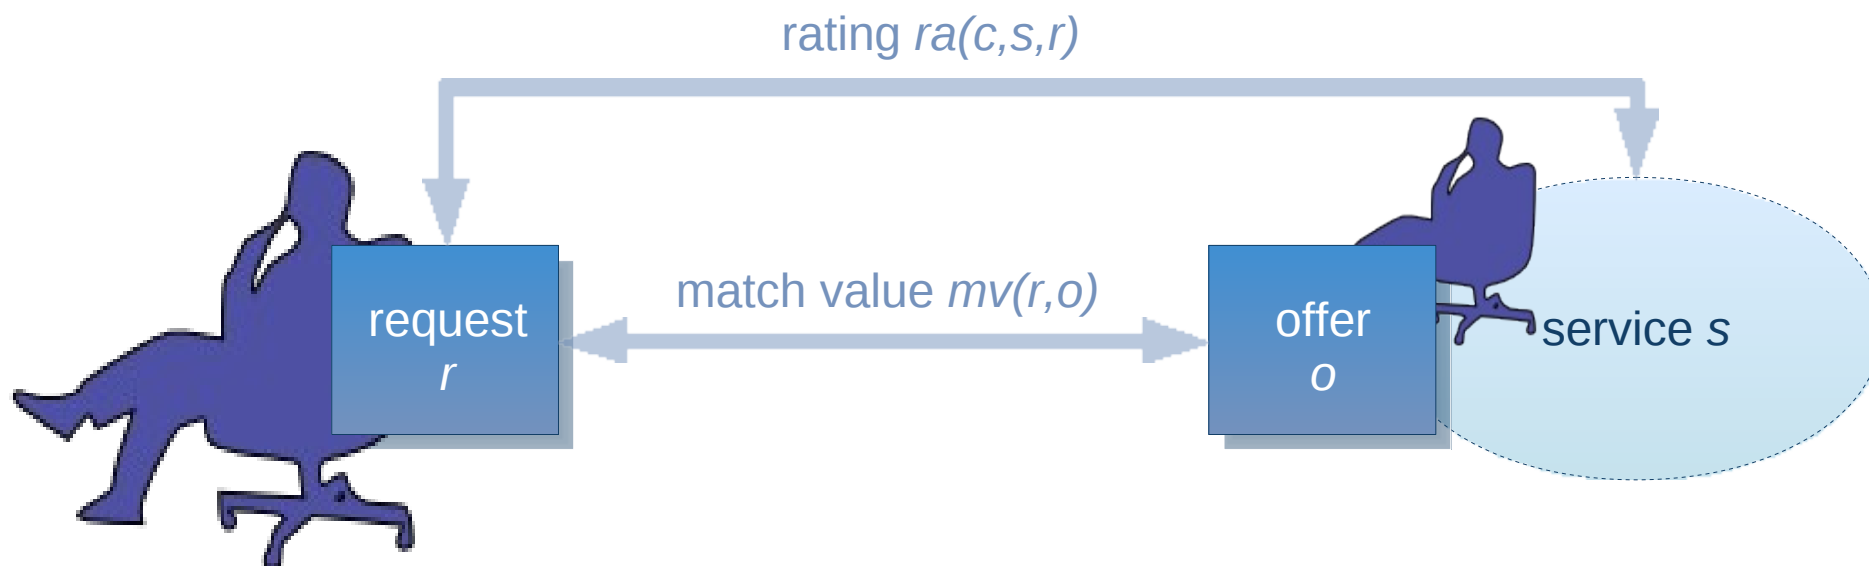 rating ra(c,s,r)
match value mv(r,o)
request
r
offer
o
service s